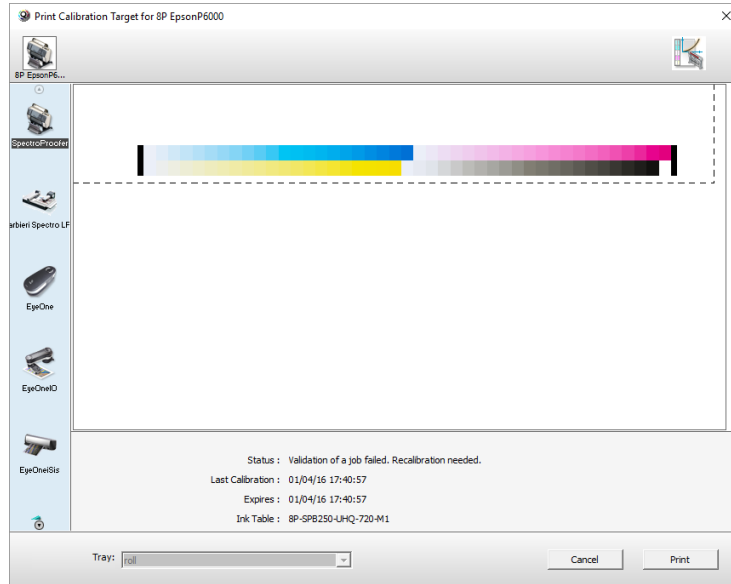 Print Calibration Target for 8P EpsonP6000
8P EpsonP6...
SpectroProofer
arbieri Spectro LF
EyeOne
EyeOneIO
EyeOneiSis
Status : Validation of a job failed. Recalibration needed.
Last Calibration : 01/04/16 17:40:57
Expires : 01/04/16 17:40:57
Ink Table : 8P-SPB250-UHQ-720-M1
Tray: roll
Cancel Print